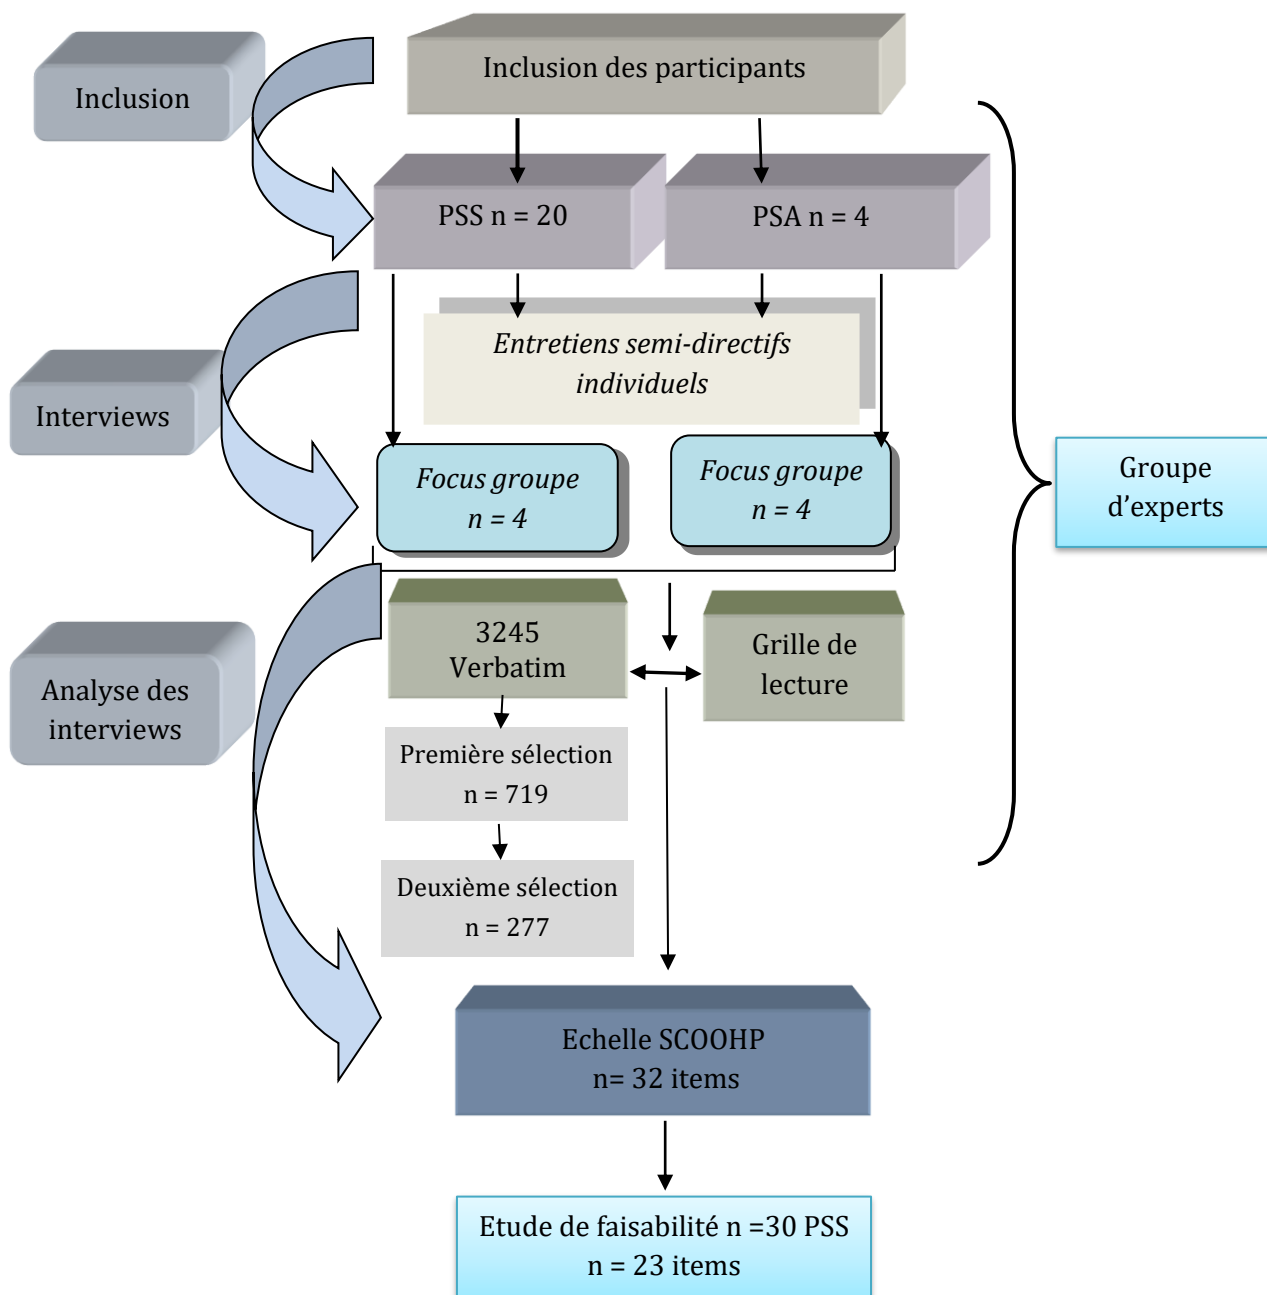 Inclusion des participants
Inclusion
PSS n = 20
PSA n = 4
Entretiens semi-directifs
individuels
Interviews
Focus groupe
n = 4
Focus groupe
n = 4
Groupe
d’experts
3245
Verbatim
Grille de
lecture
Analyse des
interviews
Première sélection
n = 719
Deuxième sélection
n = 277
Echelle SCOOHP
n= 32 items
Etude de faisabilité n =30 PSS
n = 23 items